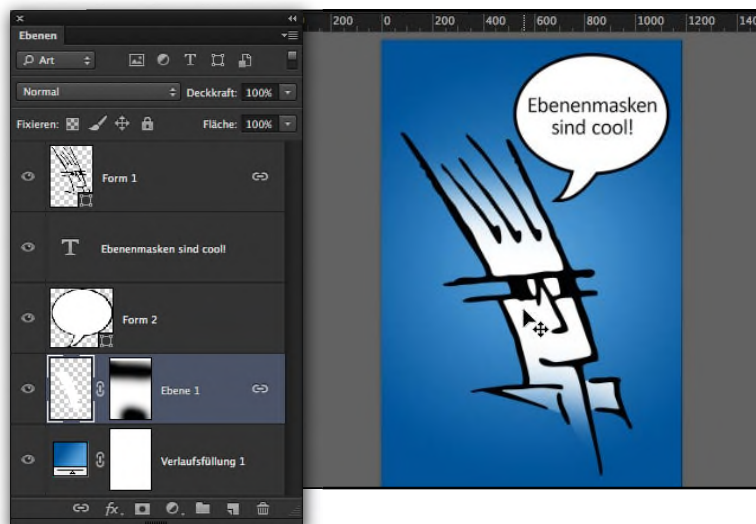 Ebenen
Art
Normal
Deckkraft: 100%
Fixieren:
Fläche: 100%
Form 1
T Ebenenmasken sind cool!
Form 2
Ebene 1
Verlaufsfüllung 1
fx.
200 0 200 400 600 800 1000 1200 140
Ebenenmasken
sind cool!